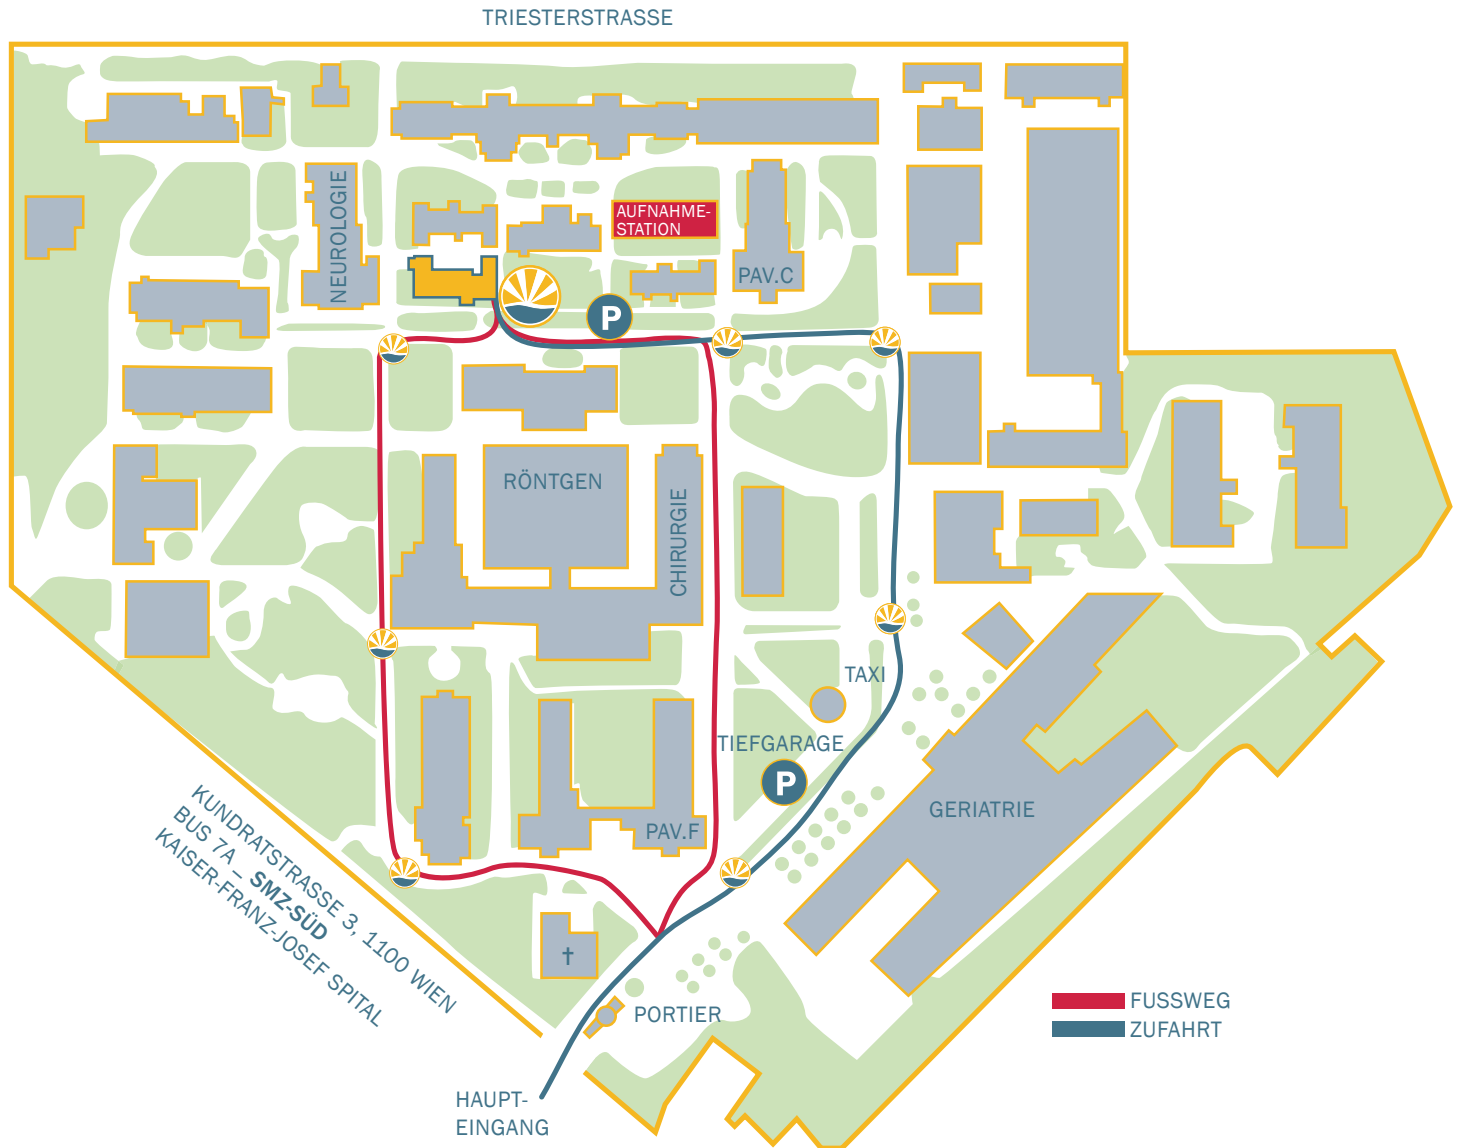 TRIESTERSTRASSE
NEUROLOGIE
AUFNAHME-
STATION
PAV.C
P
RÖNTGEN
CHIRURGIE
TAXI
TIEFGARAGE
P
GERIATRIE
PAV.F
KUNDRATSTRASSE 3, 1100 WIEN
BUS 7A – SMZ-SÜD
KAISER-FRANZ-JOSEF SPITAL
PORTIER
FUSSWEG
ZUFAHRT
HAUPT-
EINGANG